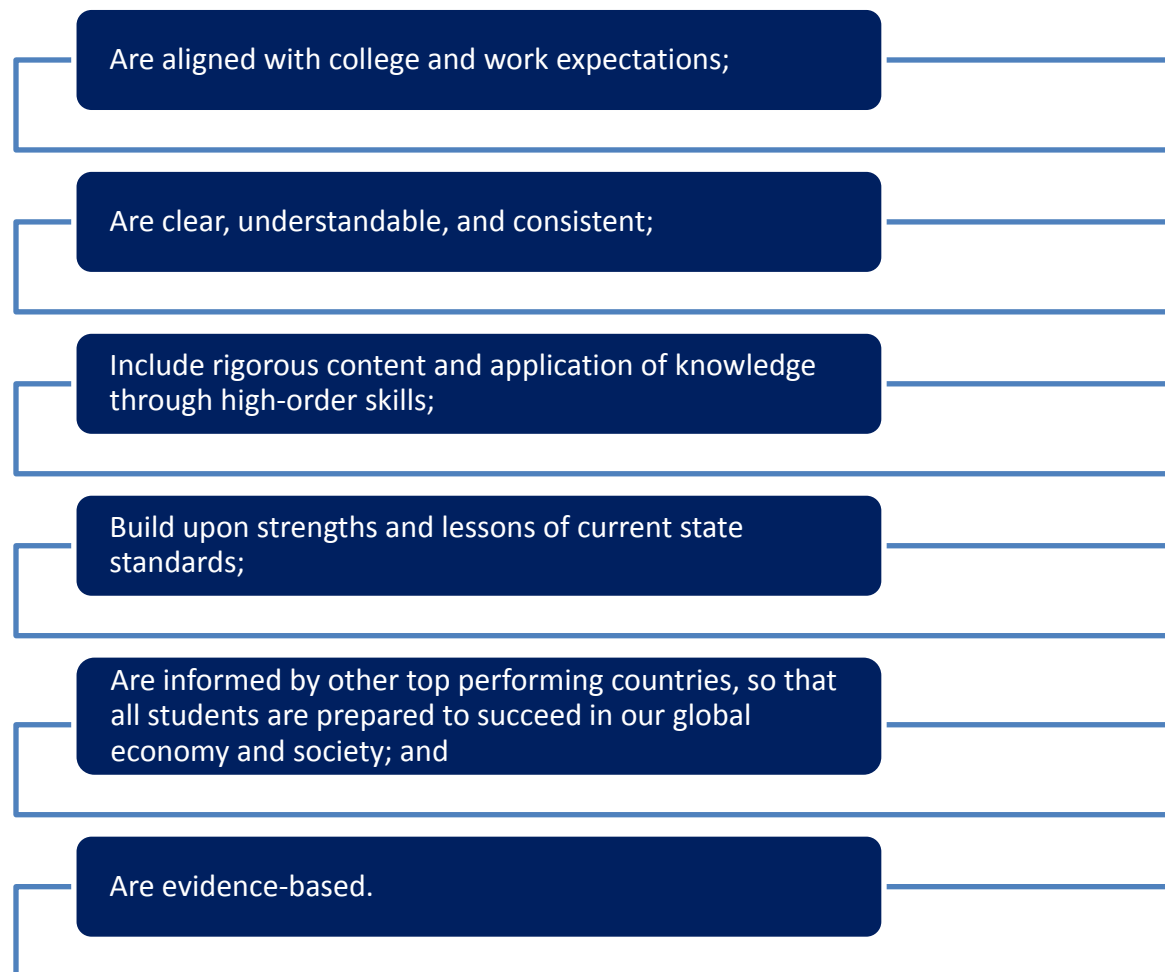 Are aligned with college and work expectations;
Are clear, understandable, and consistent;
Include rigorous content and application of knowledge
through high-order skills;
Build upon strengths and lessons of current state
standards;
Are informed by other top performing countries, so that
all students are prepared to succeed in our global
economy and society; and
Are evidence-based.